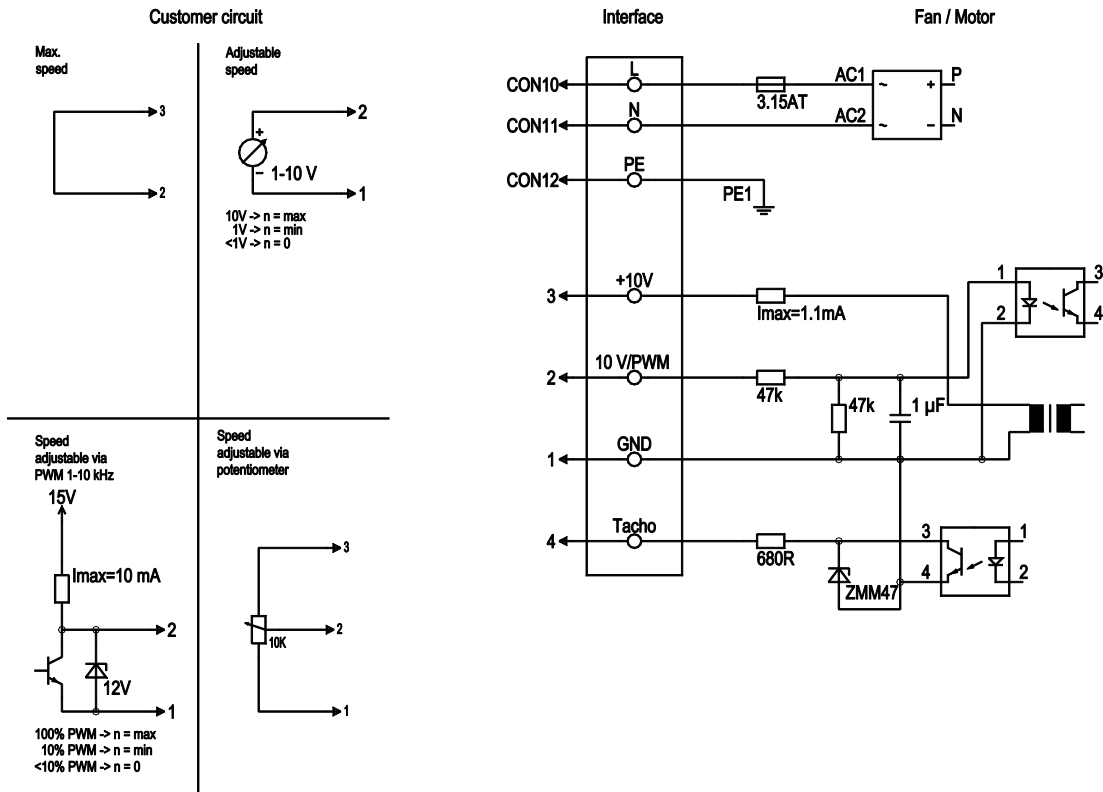 Customer circuit
Interface
Fan / Motor
Max.
speed
3
2
Adjustable
speed
2
+
1-10 V
–
1
10V -> n = max
1V -> n = min
<1V -> n = 0
Speed
adjustable via
PWM 1-10 kHz
15V
Imax=10 mA
2
12V
1
100% PWM -> n = max
10% PWM -> n = min
<10% PWM -> n = 0
Speed
adjustable via
potentiometer
3
2
10K
1
CON10
L
3.15AT
AC1
~
+
P
CON11
N
AC2
~
–
N
CON12
PE
PE1
3
+10V
Imax=1.1mA
1
2
3
4
2
10 V/PWM
47k
47k
1 µF
1
GND
4
Tacho
680R
ZMM47
3
4
1
2